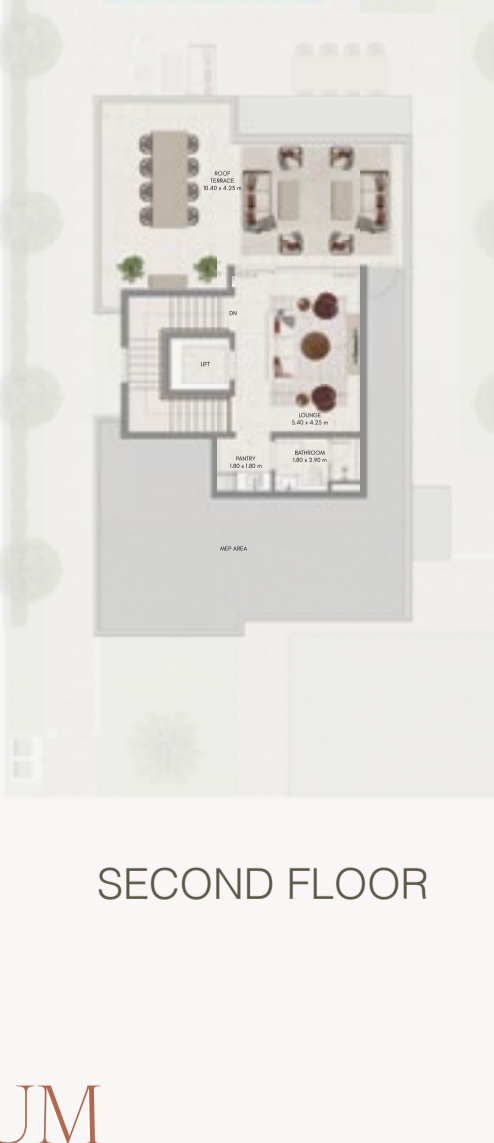 ROOF
TERRACE
10.40 x 4.25 m
DN
LIFT
LOUNGE
5.40 x 4.25 m
PANTRY
1.80 x 1.80 m
BATHROOM
1.80 x 2.90 m
MEP AREA
SECOND FLOOR
UM